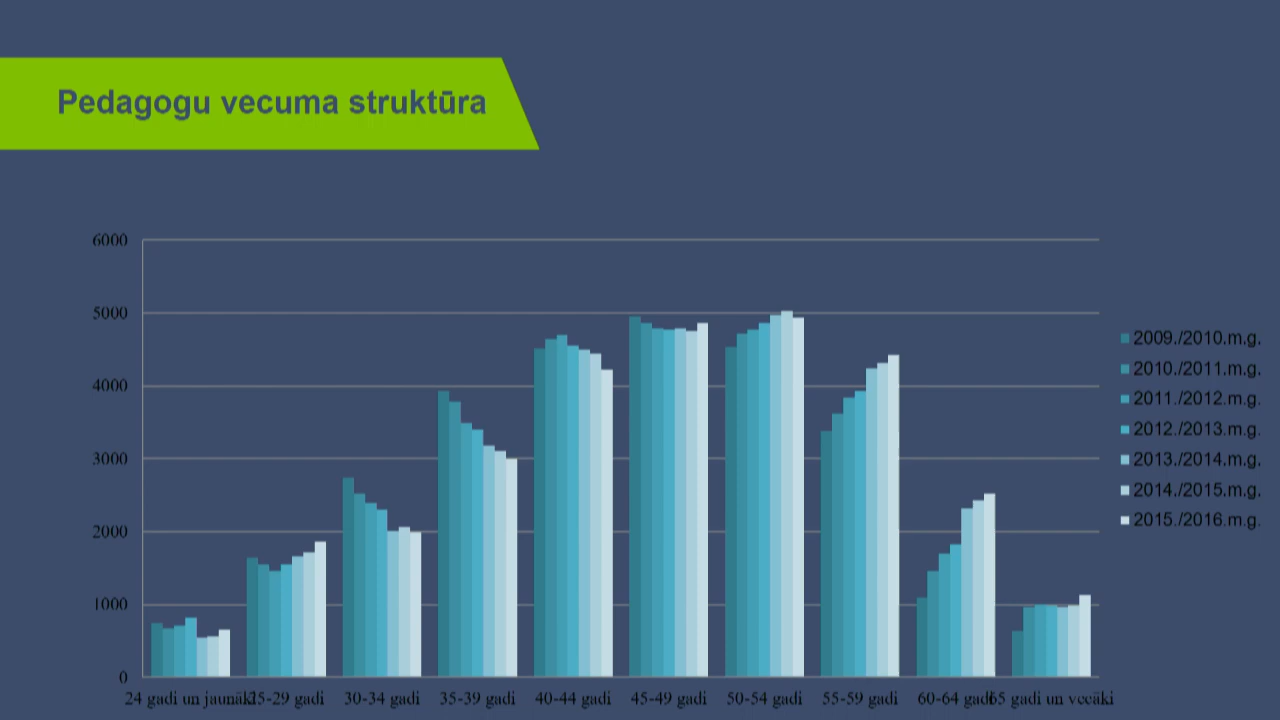 Pedagogu vecuma struktūra
6000
5000
4000
3000
2000
1000
0
24 gadi un jaunāki
25-29 gadi
30-34 gadi
35-39 gadi
40-44 gadi
45-49 gadi
50-54 gadi
55-59 gadi
60-64 gadi
65 gadi un vecāki
2009./2010.m.g.
2010./2011.m.g.
2011./2012.m.g.
2012./2013.m.g.
2013./2014.m.g.
2014./2015.m.g.
2015./2016.m.g.